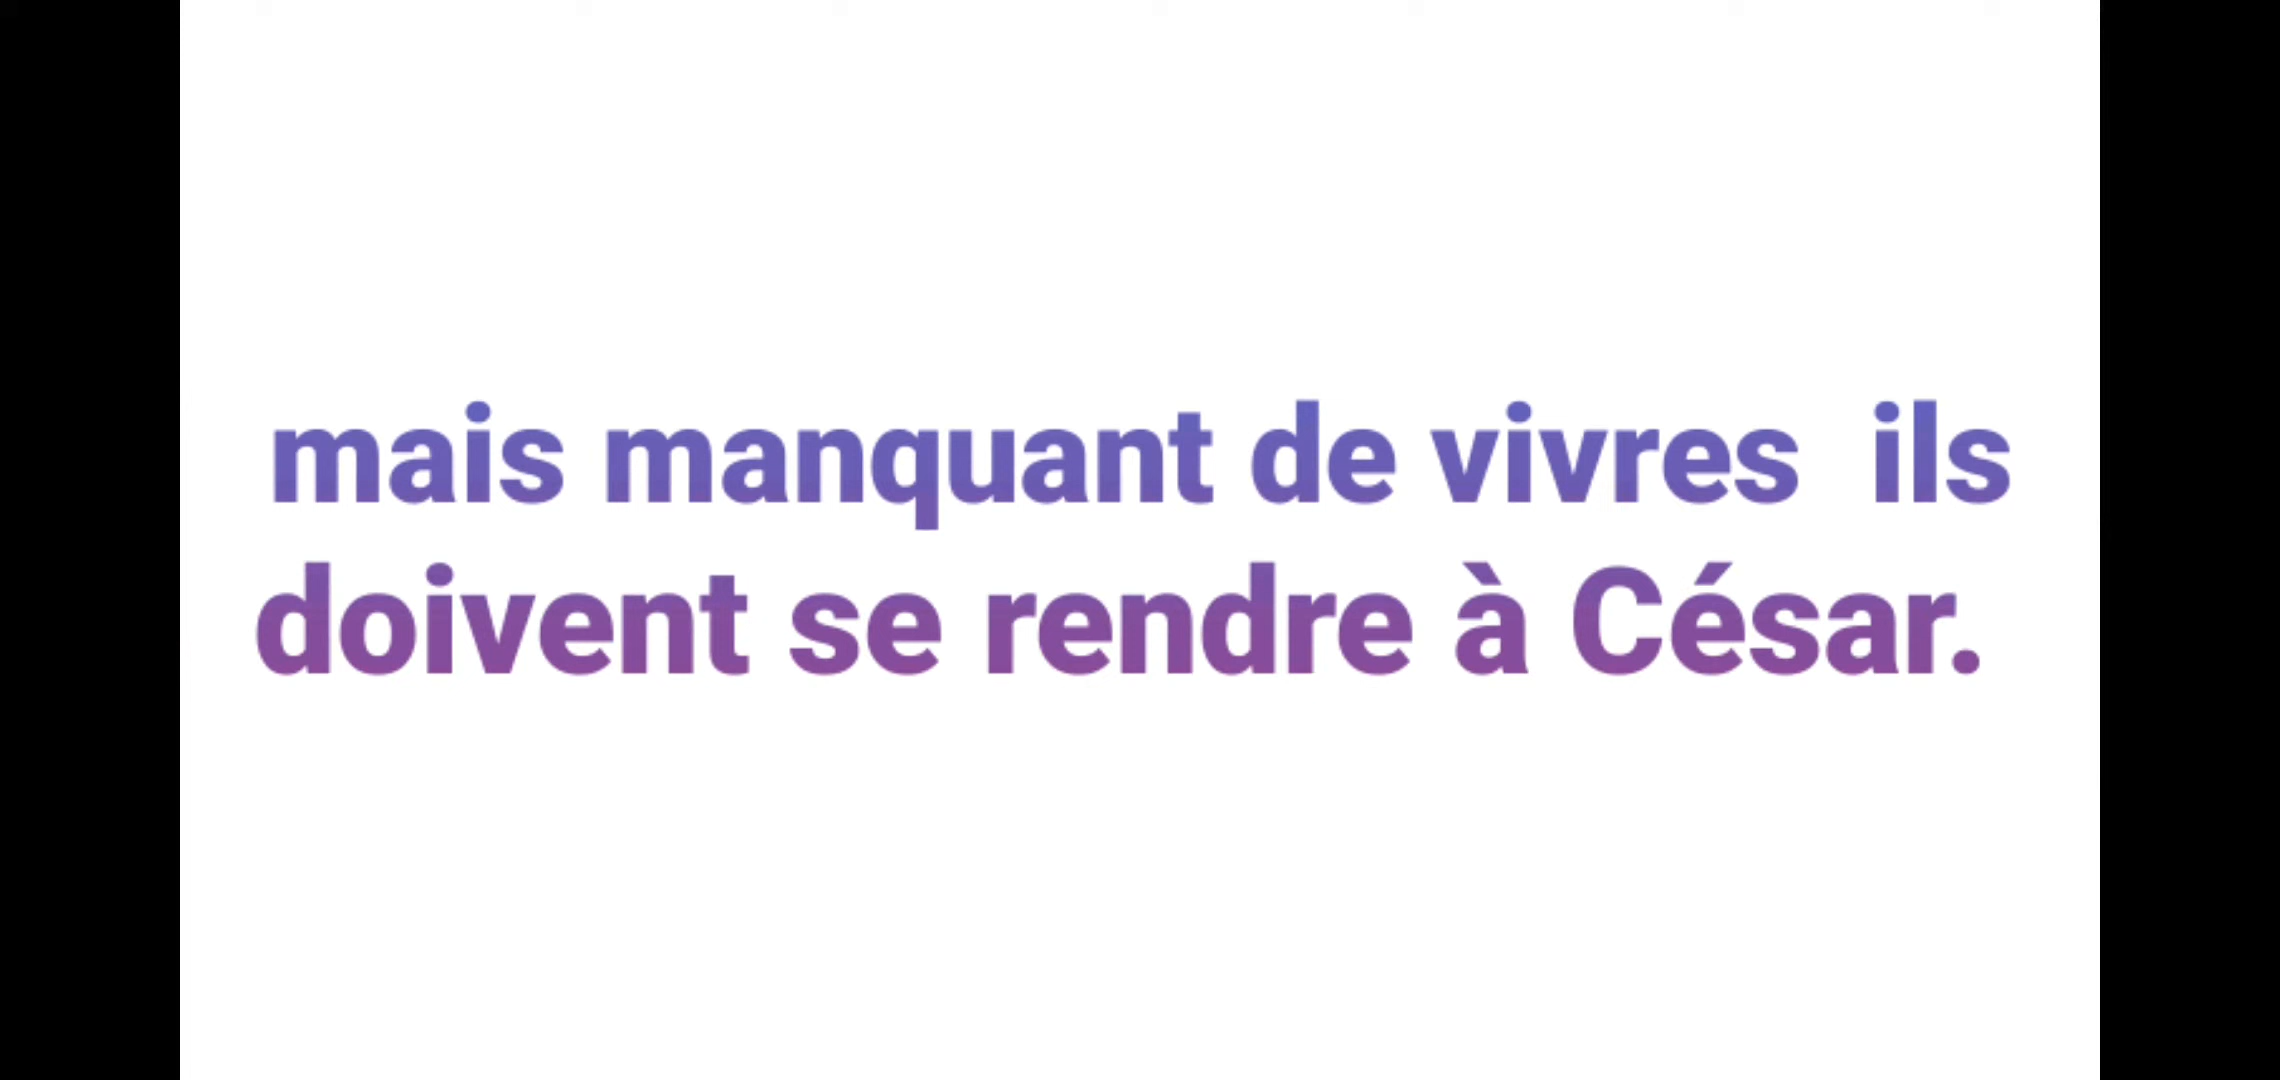 mais manquant de vivres  ils
doivent se rendre à César.